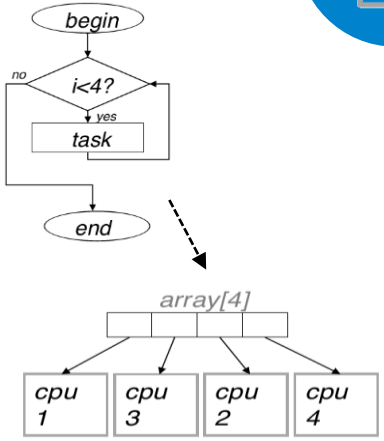 begin
i<4?
no
yes
task
end
array[4]
cpu
1
cpu
3
cpu
2
cpu
4